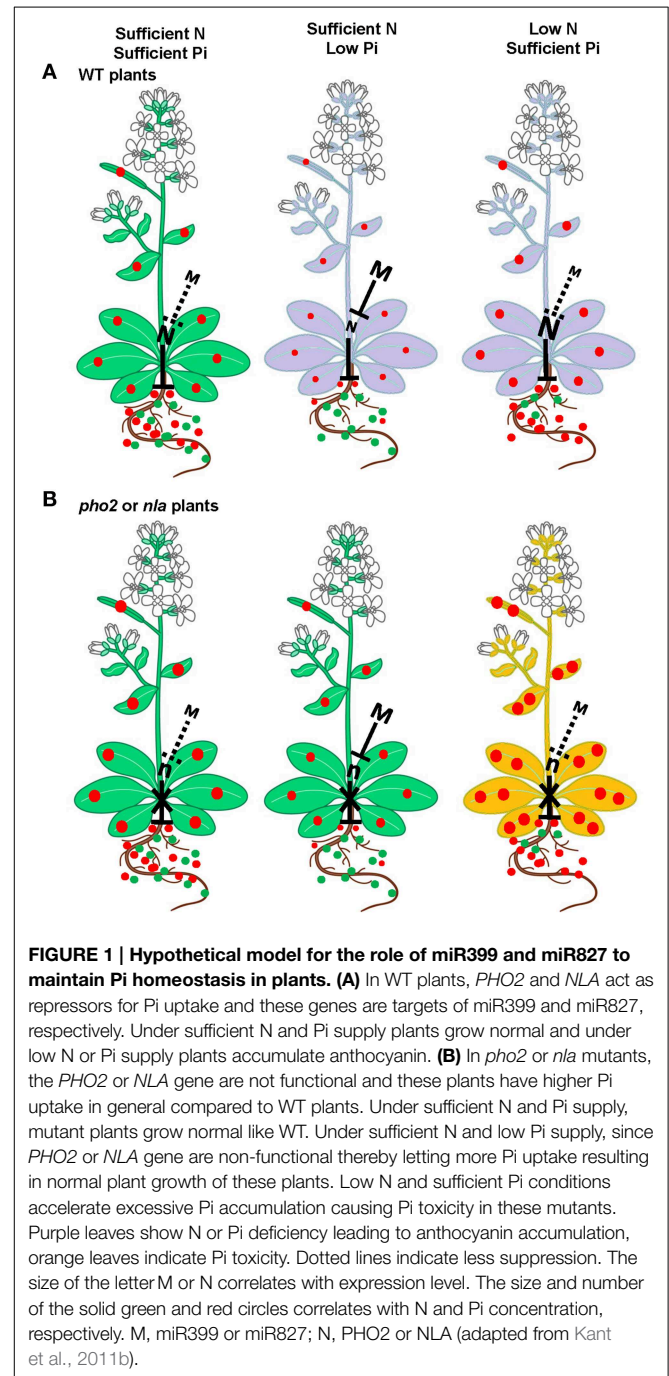 Sufficient N
Sufficient Pi
Sufficient N
Low Pi
Low N
Sufficient Pi
A
WT plants
M
N
M
N
M
N
B
pho2 or nla plants
M
n
M
n
M
n
FIGURE 1 | Hypothetical model for the role of miR399 and miR827 to
maintain Pi homeostasis in plants. (A) In WT plants, PHO2 and NLA act as
repressors for Pi uptake and these genes are targets of miR399 and miR827,
respectively. Under sufficient N and Pi supply plants grow normal and under
low N or Pi supply plants accumulate anthocyanin. (B) In pho2 or nla mutants,
the PHO2 or NLA gene are not functional and these plants have higher Pi
uptake in general compared to WT plants. Under sufficient N and Pi supply,
mutant plants grow normal like WT. Under sufficient N and low Pi supply, since
PHO2 or NLA gene are non-functional thereby letting more Pi uptake resulting
in normal plant growth of these plants. Low N and sufficient Pi conditions
accelerate excessive Pi accumulation causing Pi toxicity in these mutants.
Purple leaves show N or Pi deficiency leading to anthocyanin accumulation,
orange leaves indicate Pi toxicity. Dotted lines indicate less suppression. The
size of the letter M or N correlates with expression level. The size and number
of the solid green and red circles correlates with N and Pi concentration,
respectively. M, miR399 or miR827; N, PHO2 or NLA (adapted from Kant
et al., 2011b).